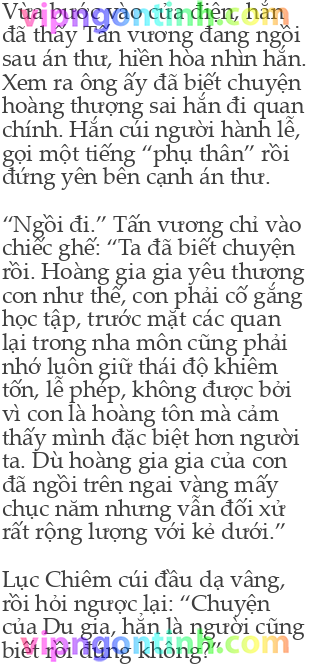 Vừa bước vào cửa điện, hắn
đã thấy Tấn vương đang ngồi
sau án thư, hiền hòa nhìn hắn.
Xem ra ông ấy đã biết chuyện
hoàng thượng sai hắn đi quan
chính. Hắn cúi người hành lễ,
gọi một tiếng “phụ thân” rồi
đứng yên bên cạnh án thư.
“Ngồi đi.” Tấn vương chỉ vào
chiếc ghế: “Ta đã biết chuyện
rồi. Hoàng gia gia yêu thương
con như thế, con phải cố gắng
học tập, trước mặt các quan
lại trong nha môn cũng phải
nhớ luôn giữ thái độ khiêm
tốn, lễ phép, không được bởi
vì con là hoàng tôn mà cảm
thấy mình đặc biệt hơn người
ta. Dù hoàng gia gia của con
đã ngồi trên ngai vàng mấy
chục năm nhưng vẫn đối xử
rất rộng lượng với kẻ dưới.”
Lục Chiêm cúi đầu dạ vâng,
rồi hỏi ngược lại: “Chuyện
của Du gia, hẳn là người cũng
biết rồi đúng không?”
vipngontinh.com
vipngontinh.com